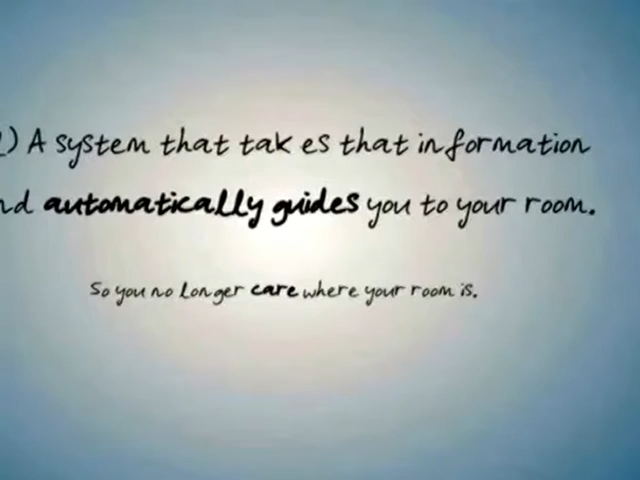 ) A system that takes that information
nd automatically guides you to your room.
So you no longer care where your room is.